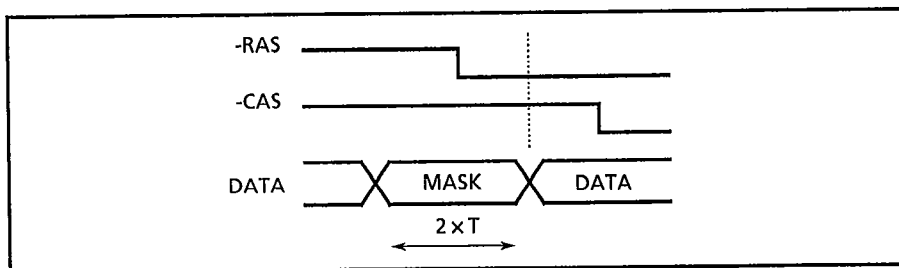 -RAS
-CAS
DATA MASK DATA
2 × T